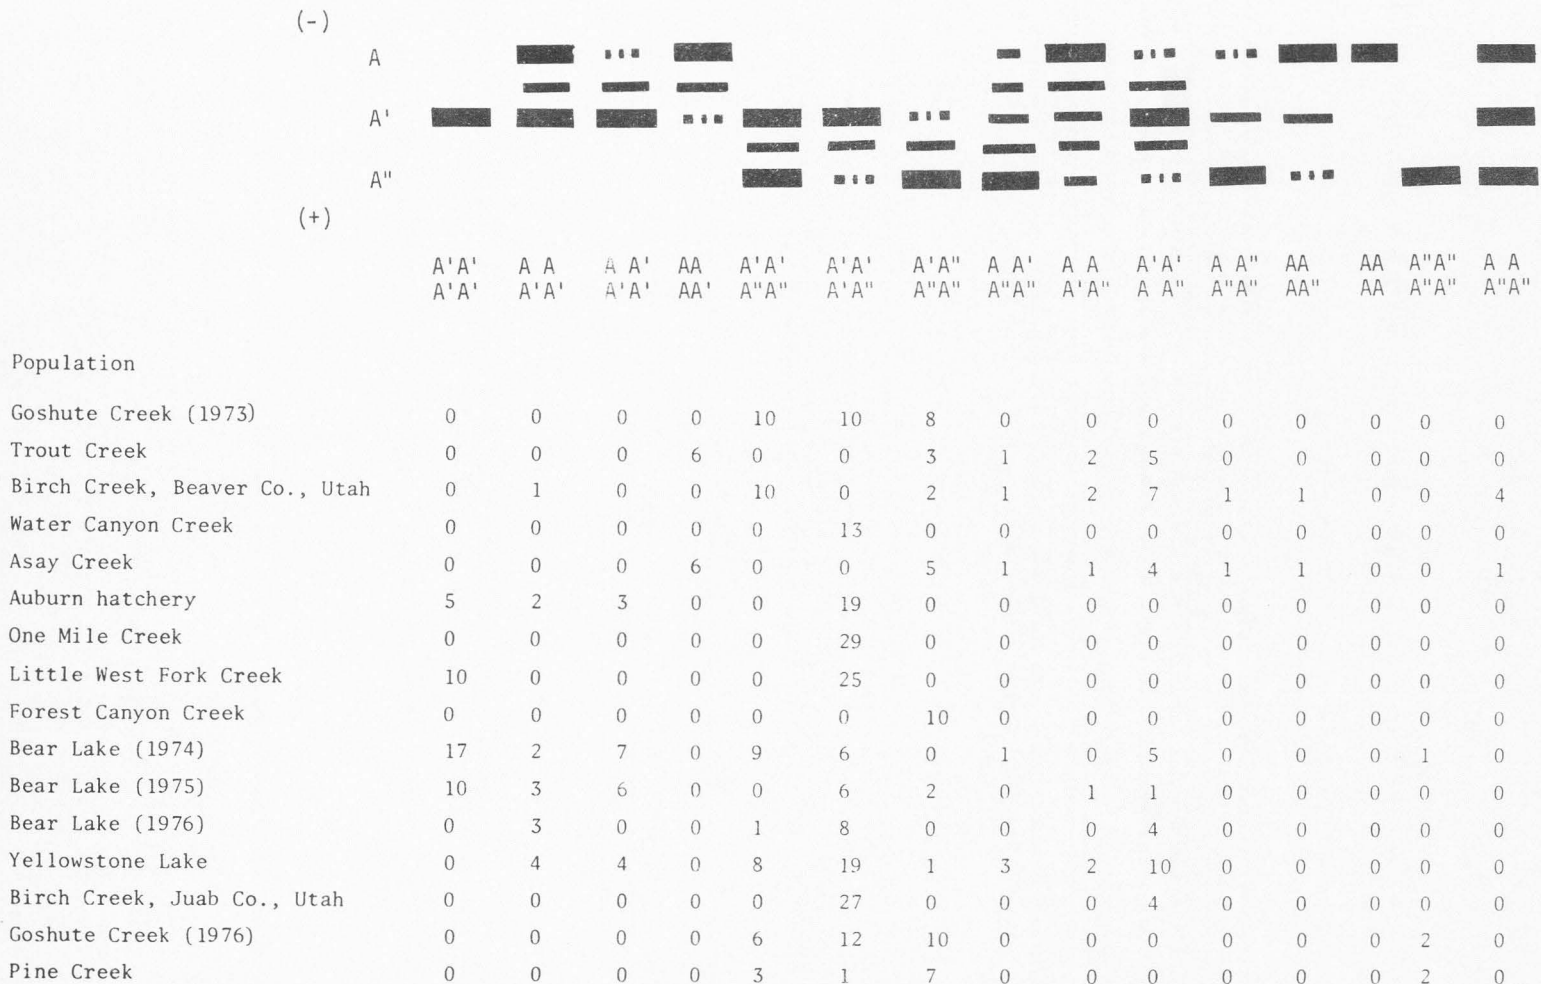 (-)
A
A'
A"
(+)
A'A' A A A A' AA A'A' A'A' A'A" A A' A A A'A' A A" AA AA A"A" A A
A'A' A'A' A'A' AA' A"A" A'A" A"A" A"A" A'A" A A" A"A" AA" AA A"A" A"A"
Population
Goshute Creek (1973) 0 0 0 0 10 10 8 0 0 0 0 0 0 0 0
Trout Creek 0 0 0 6 0 0 3 1 2 5 0 0 0 0 0
Birch Creek, Beaver Co., Utah 0 1 0 0 10 0 2 1 2 7 1 1 0 0 4
Water Canyon Creek 0 0 0 0 0 13 0 0 0 0 0 0 0 0 0
Asay Creek 0 0 0 6 0 0 5 1 1 4 1 1 0 0 1
Auburn hatchery 5 2 3 0 0 19 0 0 0 0 0 0 0 0 0
One Mile Creek 0 0 0 0 0 29 0 0 0 0 0 0 0 0 0
Little West Fork Creek 10 0 0 0 0 25 0 0 0 0 0 0 0 0 0
Forest Canyon Creek 0 0 0 0 0 0 10 0 0 0 0 0 0 0 0
Bear Lake (1974) 17 2 7 0 9 6 0 1 0 5 0 0 0 1 0
Bear Lake (1975) 10 3 6 0 0 6 2 0 1 1 0 0 0 0 0
Bear Lake (1976) 0 3 0 0 1 8 0 0 0 4 0 0 0 0 0
Yellowstone Lake 0 4 4 0 8 19 1 3 2 10 0 0 0 0 0
Birch Creek, Juab Co., Utah 0 0 0 0 0 27 0 0 0 4 0 0 0 0 0
Goshute Creek (1976) 0 0 0 0 6 12 10 0 0 0 0 0 0 2 0
Pine Creek 0 0 0 0 3 1 7 0 0 0 0 0 0 2 0